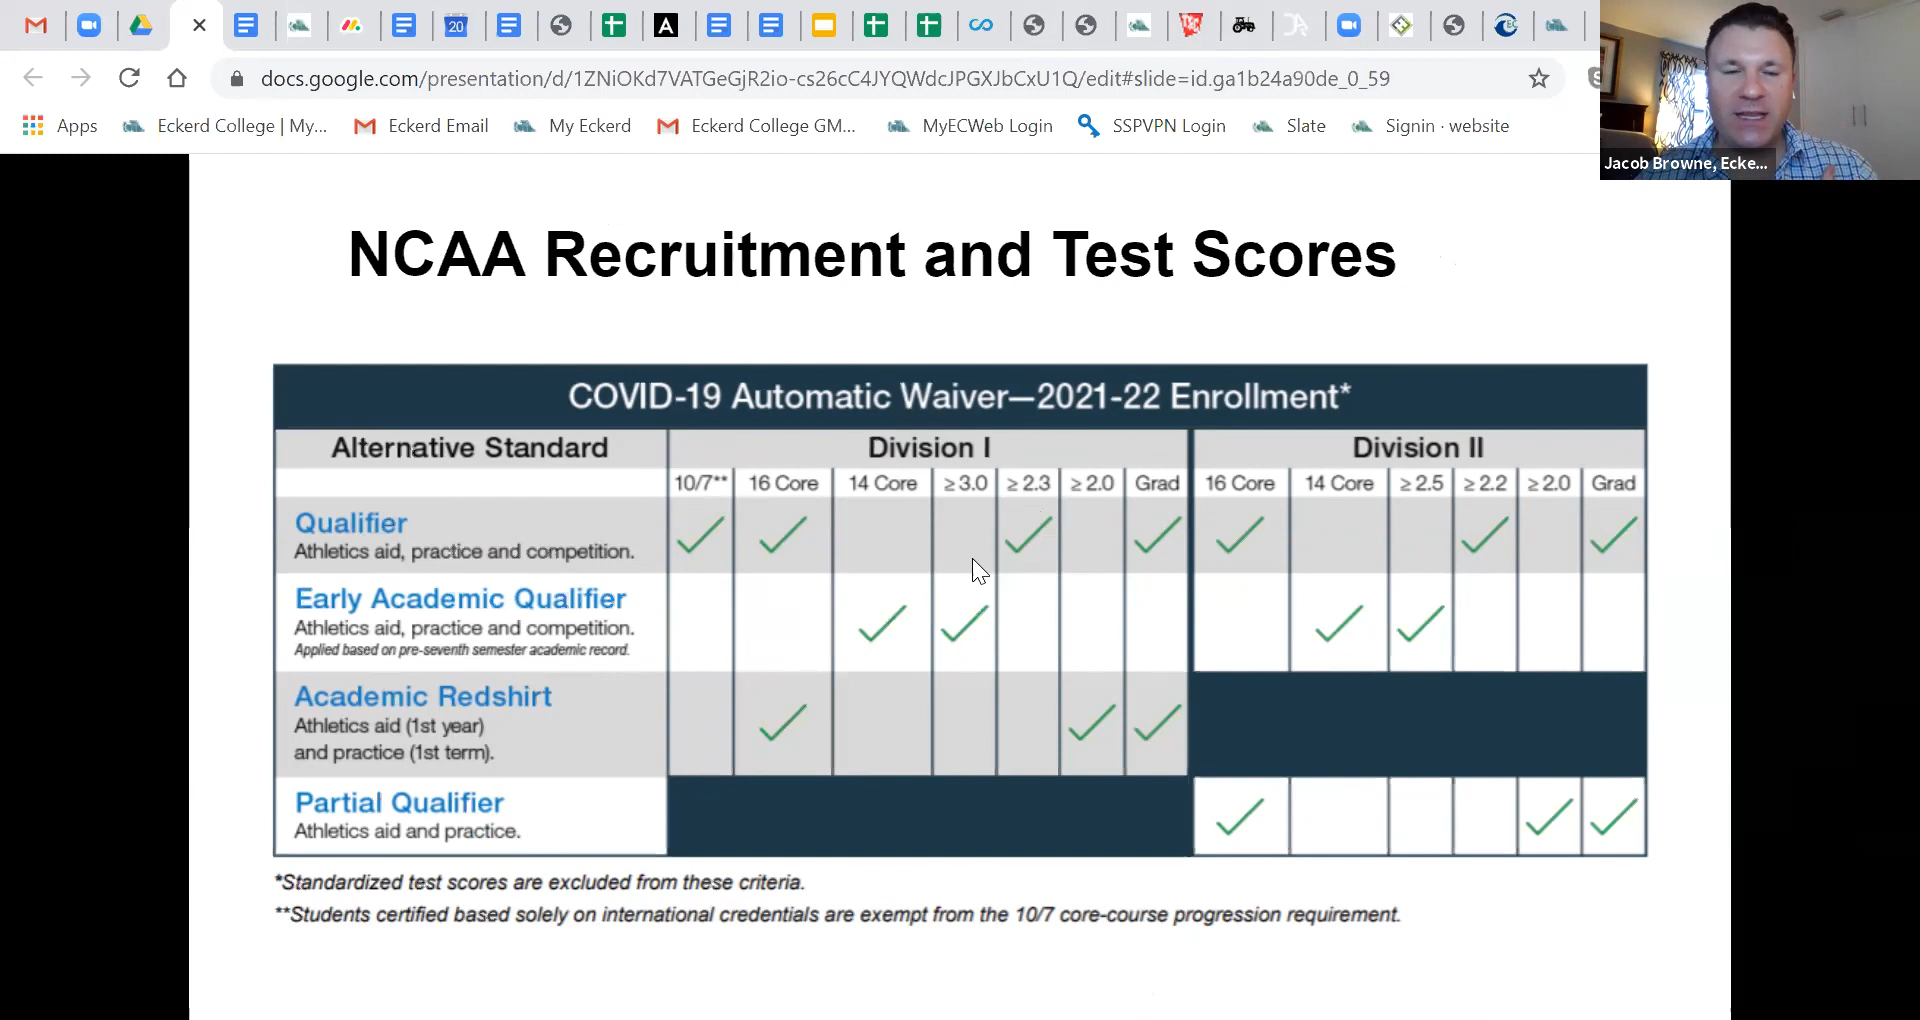 20
A
docs.google.com/presentation/d/1ZNiOKd7VATGeGjR2io-cs26cC4JYQWdcJPGXJbCxU1Q/edit#slide=id.ga1b24a90de_0_59
Apps Eckerd College | My... Eckerd Email My Eckerd Eckerd College GM... MyECWeb Login SSPVPN Login Slate Signin · website
Jacob Browne, Ecke...
NCAA Recruitment and Test Scores
COVID-19 Automatic Waiver—2021-22 Enrollment*
Alternative Standard Division I Division II
10/7** 16 Core 14 Core ≥ 3.0 ≥ 2.3 ≥ 2.0 Grad 16 Core 14 Core ≥ 2.5 ≥ 2.2 ≥ 2.0 Grad
Qualifier
Athletics aid, practice and competition.
Early Academic Qualifier
Athletics aid, practice and competition.
Applied based on pre-seventh semester academic record.
Academic Redshirt
Athletics aid (1st year)
and practice (1st term).
Partial Qualifier
Athletics aid and practice.
*Standardized test scores are excluded from these criteria.
**Students certified based solely on international credentials are exempt from the 10/7 core-course progression requirement.